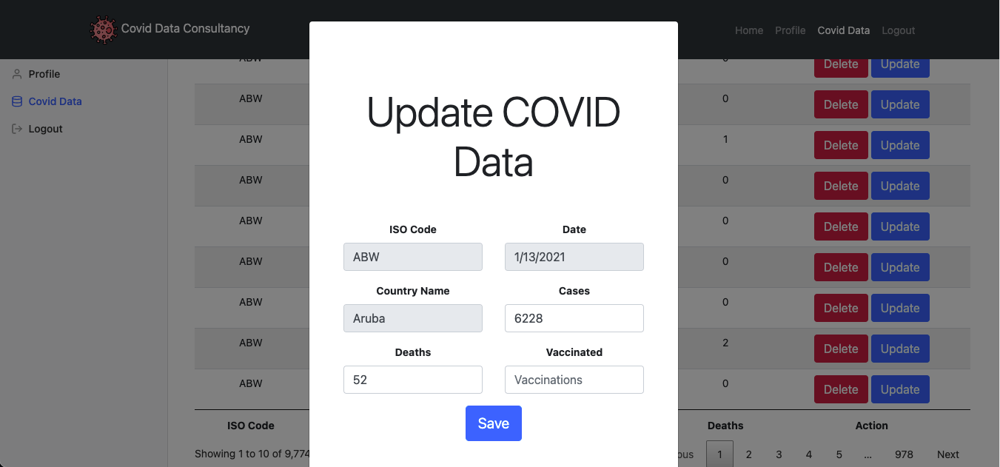 Covid Data Consultancy
Home Profile Covid Data Logout
Profile
Covid Data
Logout
Update COVID
Data
ISO Code Date
ABW 1/13/2021
Country Name Cases
Aruba 6228
Deaths Vaccinated
52 Vaccinations
Save
ABW Delete Update
ABW 0 Delete Update
ABW 1 Delete Update
ABW 0 Delete Update
ABW 0 Delete Update
ABW 0 Delete Update
ABW 0 Delete Update
ABW 2 Delete Update
ABW 0 Delete Update
ISO Code Deaths Action
Showing 1 to 10 of 9,774 ous 1 2 3 4 5 ... 978 Next